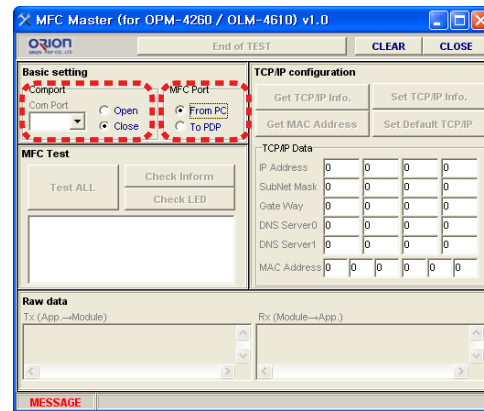 MFC Master (for OPM-4260 / OLM-4610) v1.0
ORION
End of TEST
CLEAR
CLOSE
Basic setting
Comport
Com Port
Open
Close
MFC Port
From PC
To PDP
TCP/IP configuration
Get TCP/IP Info.
Set TCP/IP Info.
Get MAC Address
Set Default TCP/IP
MFC Test
Test ALL
Check Inform
Check LED
TCP/IP Data
IP Address 0 0 0 0
SubNet Mask 0 0 0 0
Gate Way 0 0 0 0
DNS Server0 0 0 0 0
DNS Server1 0 0 0 0
MAC Address 0 0 0 0 0 0
Raw data
Tx (App.→Module)
Rx (Module→App.)
MESSAGE